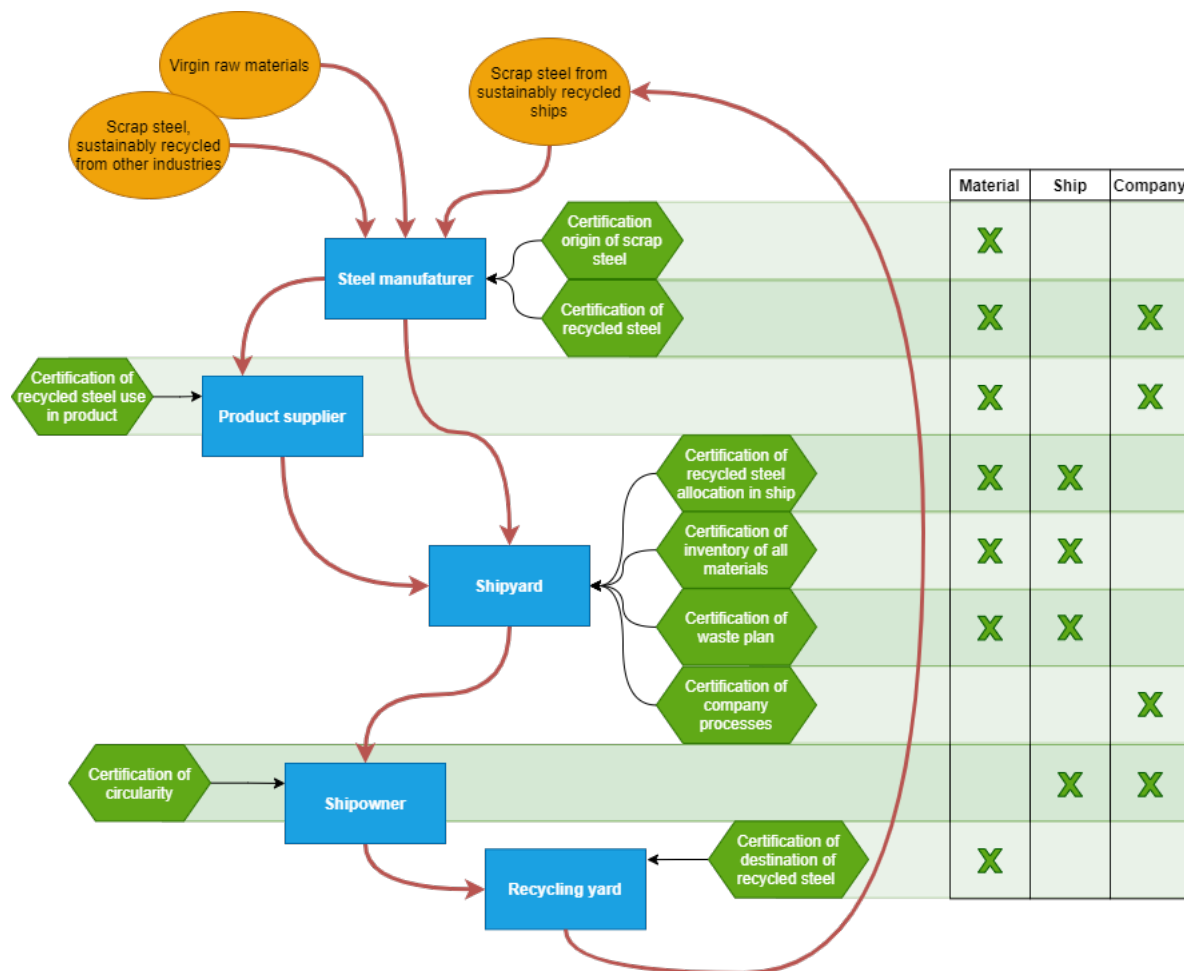 Virgin raw materials
Scrap steel from
sustainably recycled
ships
Scrap steel,
sustainably recycled
from other industries
Material
Ship
Company
Certification
origin of scrap
steel
X
Steel manufaturer
Certification of
recycled steel
X
X
Certification of
recycled steel use
in product
Product supplier
X
X
Certification of
recycled steel
allocation in ship
X
X
Certification of
inventory of all
materials
X
X
Shipyard
Certification of
waste plan
X
X
Certification of
company
processes
X
Certification of
circularity
Shipowner
X
X
Certification of
destination of
recycled steel
X
Recycling yard